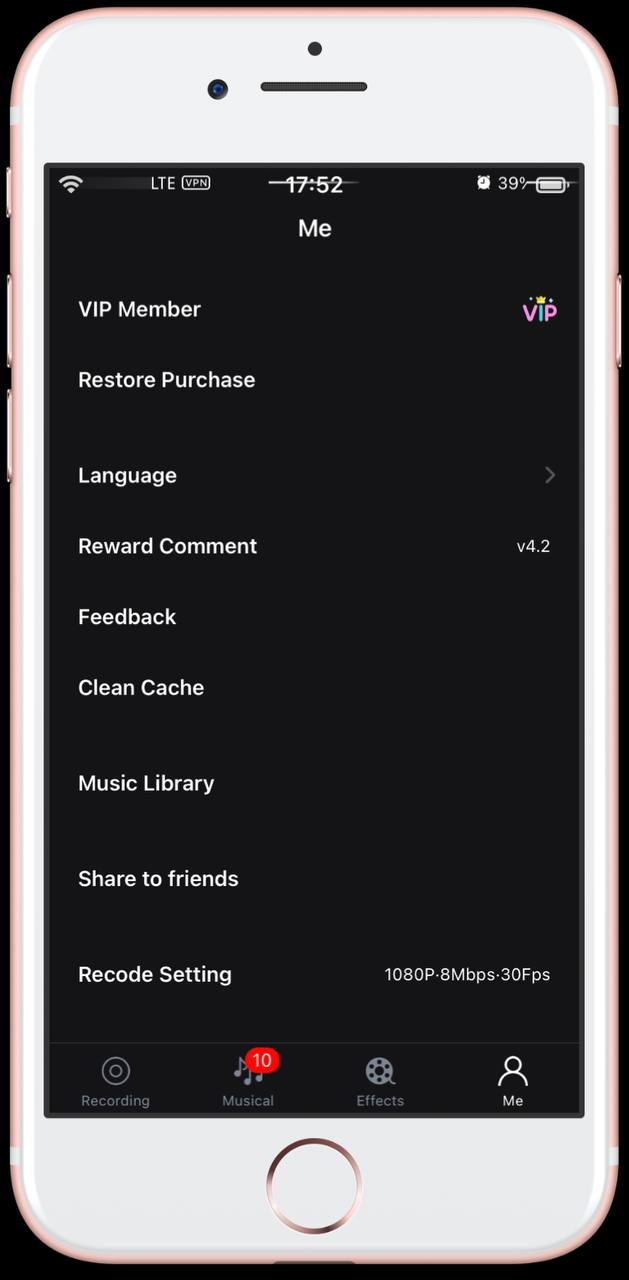 LTE VPN 17:52 39%
Me
VIP Member VIP
Restore Purchase
Language
Reward Comment v4.2
Feedback
Clean Cache
Music Library
Share to friends
Recode Setting 1080P·8Mbps·30Fps
10
Recording Musical Effects Me